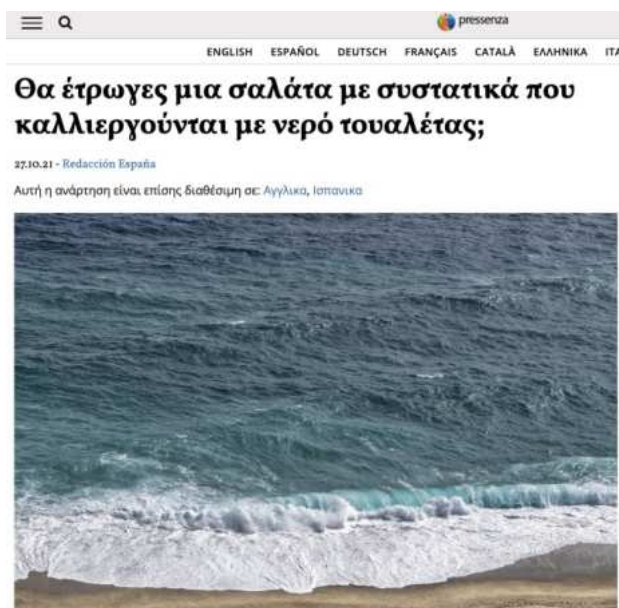 pressenza
ENGLISH ESPAÑOL DEUTSCH FRANÇAIS CATALÀ ΕΛΛΗΝΙΚΑ ITA
Θα έτρωγες μια σαλάτα με συστατικά που
καλλιεργούνται με νερό τουαλέτας;
27.10.21 - Redacción España
Αυτή η ανάρτηση είναι επίσης διαθέσιμη σε: Αγγλικα, Ισπανικα